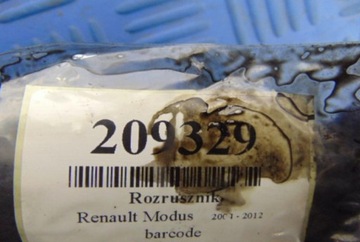 209329
Rozrusznik
Renault Modus 2004 - 2012
barcode